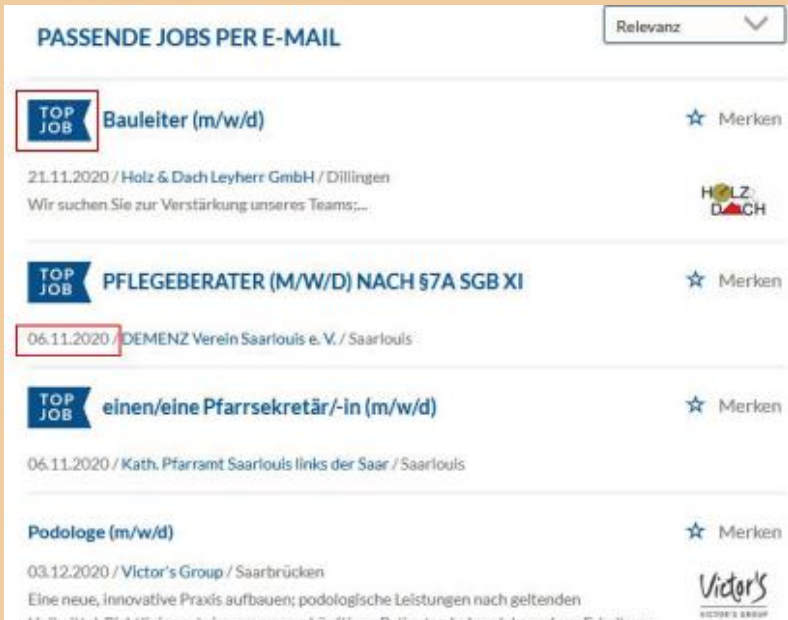 PASSENDE JOBS PER E-MAIL
Relevanz
TOP JOB
Bauleiter (m/w/d)
Merken
21.11.2020 / Holz & Dach Leyherr GmbH / Dillingen
Wir suchen Sie zur Verstärkung unseres Teams;...
HOLZ
DACH
TOP JOB
PFLEGEBERATER (M/W/D) NACH §7A SGB XI
Merken
06.11.2020 / DEMENZ Verein Saarlouis e. V. / Saarlouis
TOP JOB
einen/eine Pfarrsekretär/-in (m/w/d)
Merken
06.11.2020 / Kath. Pfarramt Saarlouis links der Saar / Saarlouis
Podologe (m/w/d)
Merken
03.12.2020 / Victor's Group / Saarbrücken
Victor's
VICTOR'S GROUP
Eine neue, innovative Praxis aufbauen; podologische Leistungen nach geltenden